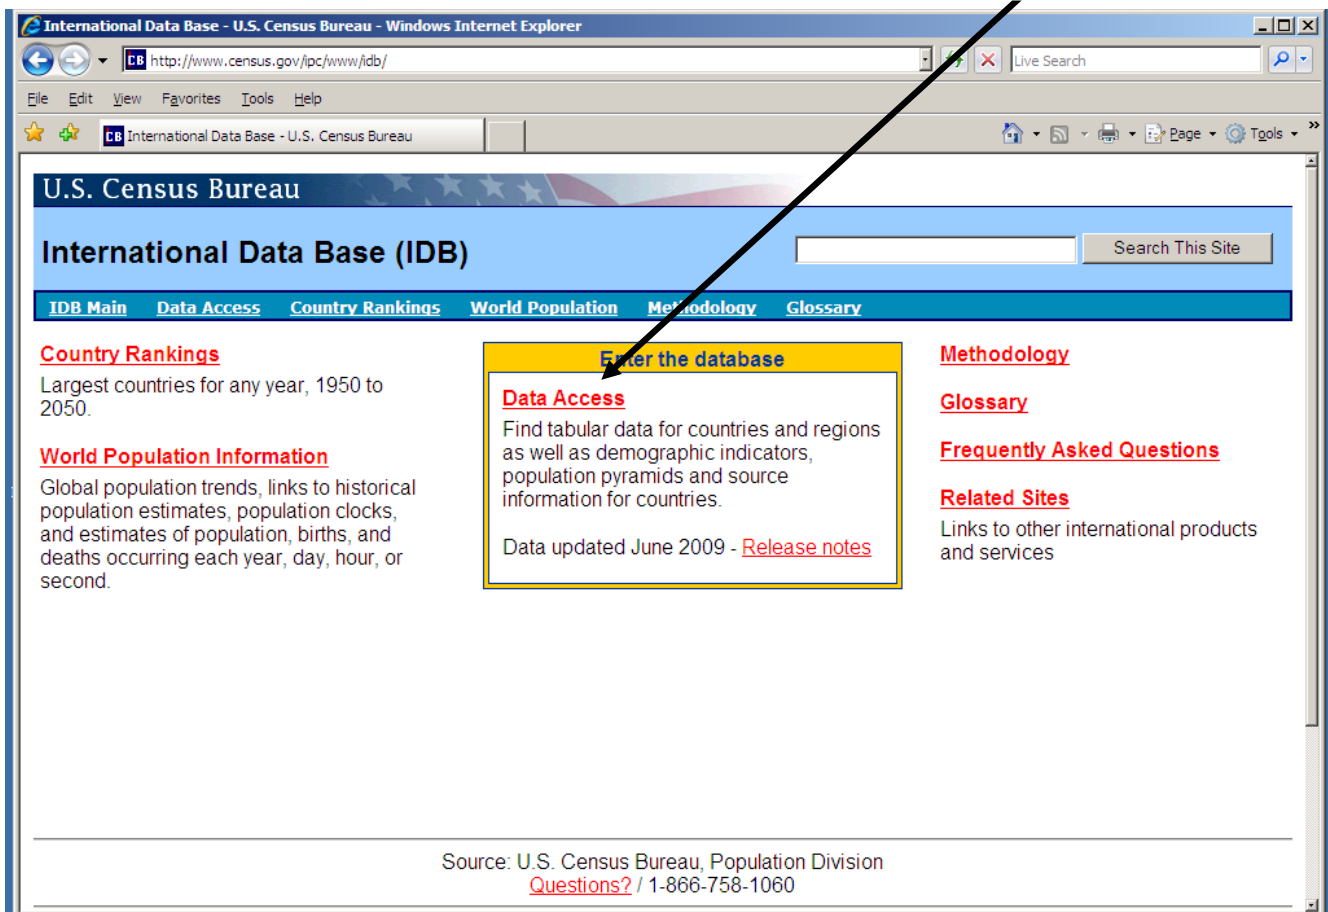 International Data Base - U.S. Census Bureau - Windows Internet Explorer
http://www.census.gov/ipc/www/idb/
Live Search
File Edit View Favorites Tools Help
International Data Base - U.S. Census Bureau
Page Tools »
U.S. Census Bureau
International Data Base (IDB)
Search This Site
IDB Main Data Access Country Rankings World Population Methodology Glossary
Country Rankings
Largest countries for any year, 1950 to
2050.
World Population Information
Global population trends, links to historical
population estimates, population clocks,
and estimates of population, births, and
deaths occurring each year, day, hour, or
second.
Enter the database
Data Access
Find tabular data for countries and regions
as well as demographic indicators,
population pyramids and source
information for countries.
Data updated June 2009 - Release notes
Methodology
Glossary
Frequently Asked Questions
Related Sites
Links to other international products
and services
Source: U.S. Census Bureau, Population Division
Questions? / 1-866-758-1060